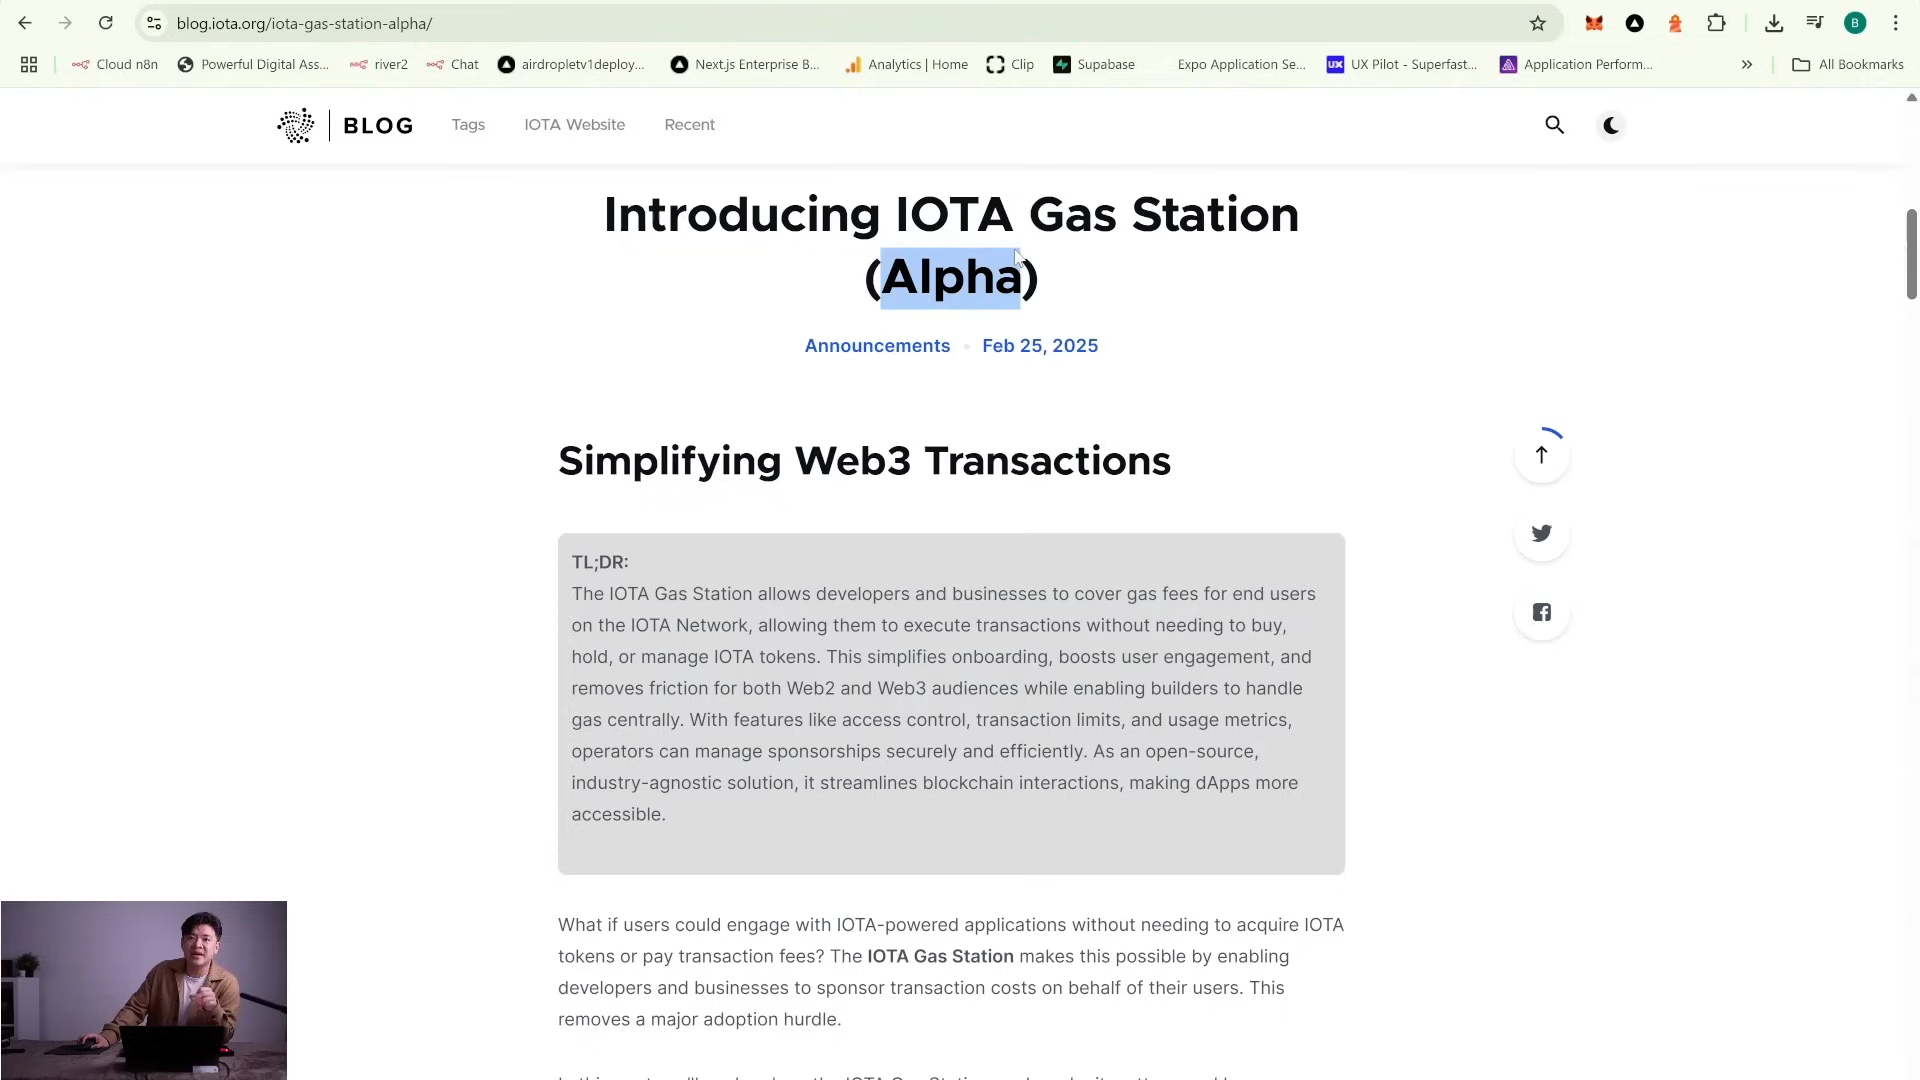 blog.iota.org/iota-gas-station-alpha/
B
Cloud n8n
Powerful Digital Ass...
river2
Chat
airdropletv1deploy...
Next.js Enterprise B...
Analytics | Home
Clip
Supabase
Expo Application Se...
UX
UX Pilot - Superfast...
Application Perform...
All Bookmarks
BLOG
Tags
IOTA Website
Recent
Introducing IOTA Gas Station
(Alpha)
Announcements • Feb 25, 2025
Simplifying Web3 Transactions
TL;DR:
The IOTA Gas Station allows developers and businesses to cover gas fees for end users
on the IOTA Network, allowing them to execute transactions without needing to buy,
hold, or manage IOTA tokens. This simplifies onboarding, boosts user engagement, and
removes friction for both Web2 and Web3 audiences while enabling builders to handle
gas centrally. With features like access control, transaction limits, and usage metrics,
operators can manage sponsorships securely and efficiently. As an open-source,
industry-agnostic solution, it streamlines blockchain interactions, making dApps more
accessible.
What if users could engage with IOTA-powered applications without needing to acquire IOTA
tokens or pay transaction fees? The IOTA Gas Station makes this possible by enabling
developers and businesses to sponsor transaction costs on behalf of their users. This
removes a major adoption hurdle.